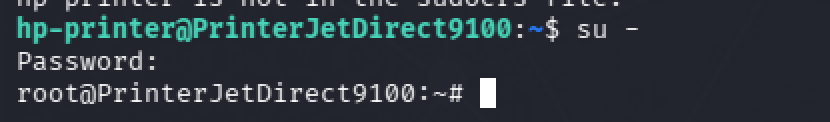 hp-printer is not in the sudoers file.
hp-printer@PrinterJetDirect9100:~$ su -
Password:
root@PrinterJetDirect9100:~#